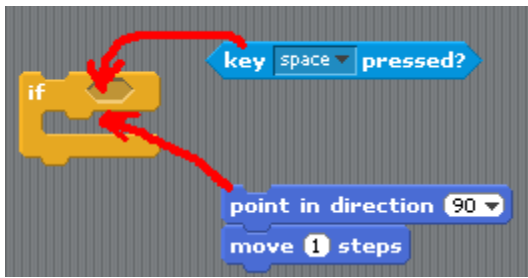 key space pressed?
if
point in direction 90
move 1 steps